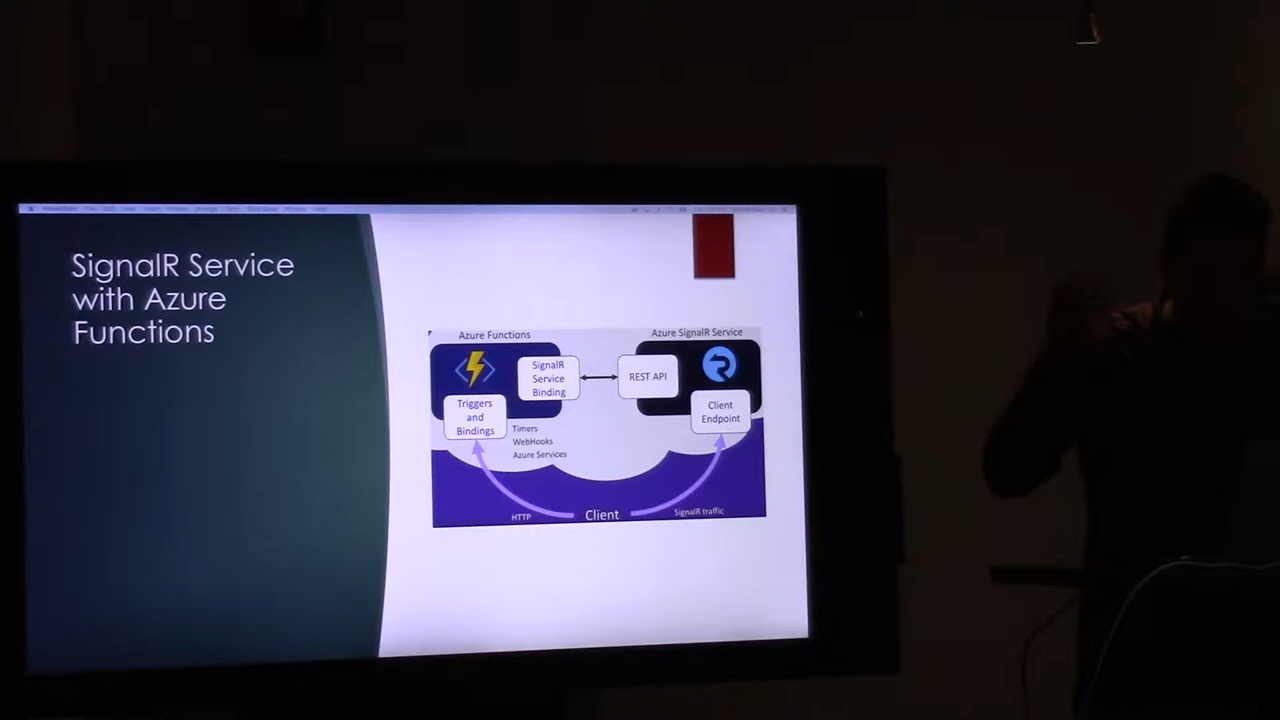 SignalR Service
with Azure
Functions
Azure Functions
SignalR
Service
Binding
Triggers
and
Bindings
Timers
WebHooks
Azure Services
Azure SignalR Service
REST API
Client
Endpoint
HTTP
Client
SignalR traffic